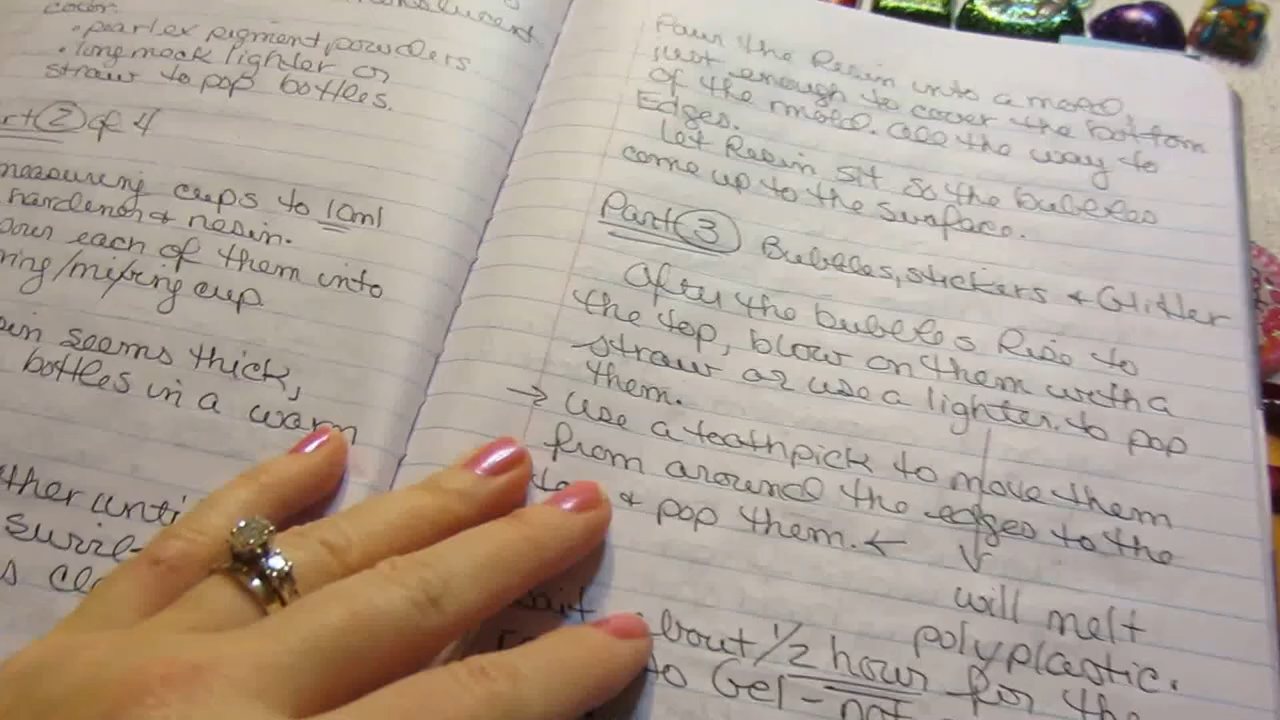 color.
• pearlex pigment powders.
• long neck lighter or
straw to pop bottles.
Part ② of 4
measuring cups to 10ml
hardener & resin.
pour each of them into
mixing cup
seems thick,
bottles in a warm
Pour the Resin into a mold,
just enough to cover the bottom
of the mold. all the way to
Edges.
Let Resin sit so the bubbles
come up to the surface.
Part ③ Bubbles, stickers & Glitter
After the bubbles Rise to
the top, blow on them with a
straw or use a lighter. to pop
them.
→ use a toothpick to move them
from around the edges to the
& pop them. ←
will melt
polyplastic.
about 1/2 hour for the
to Gel - not